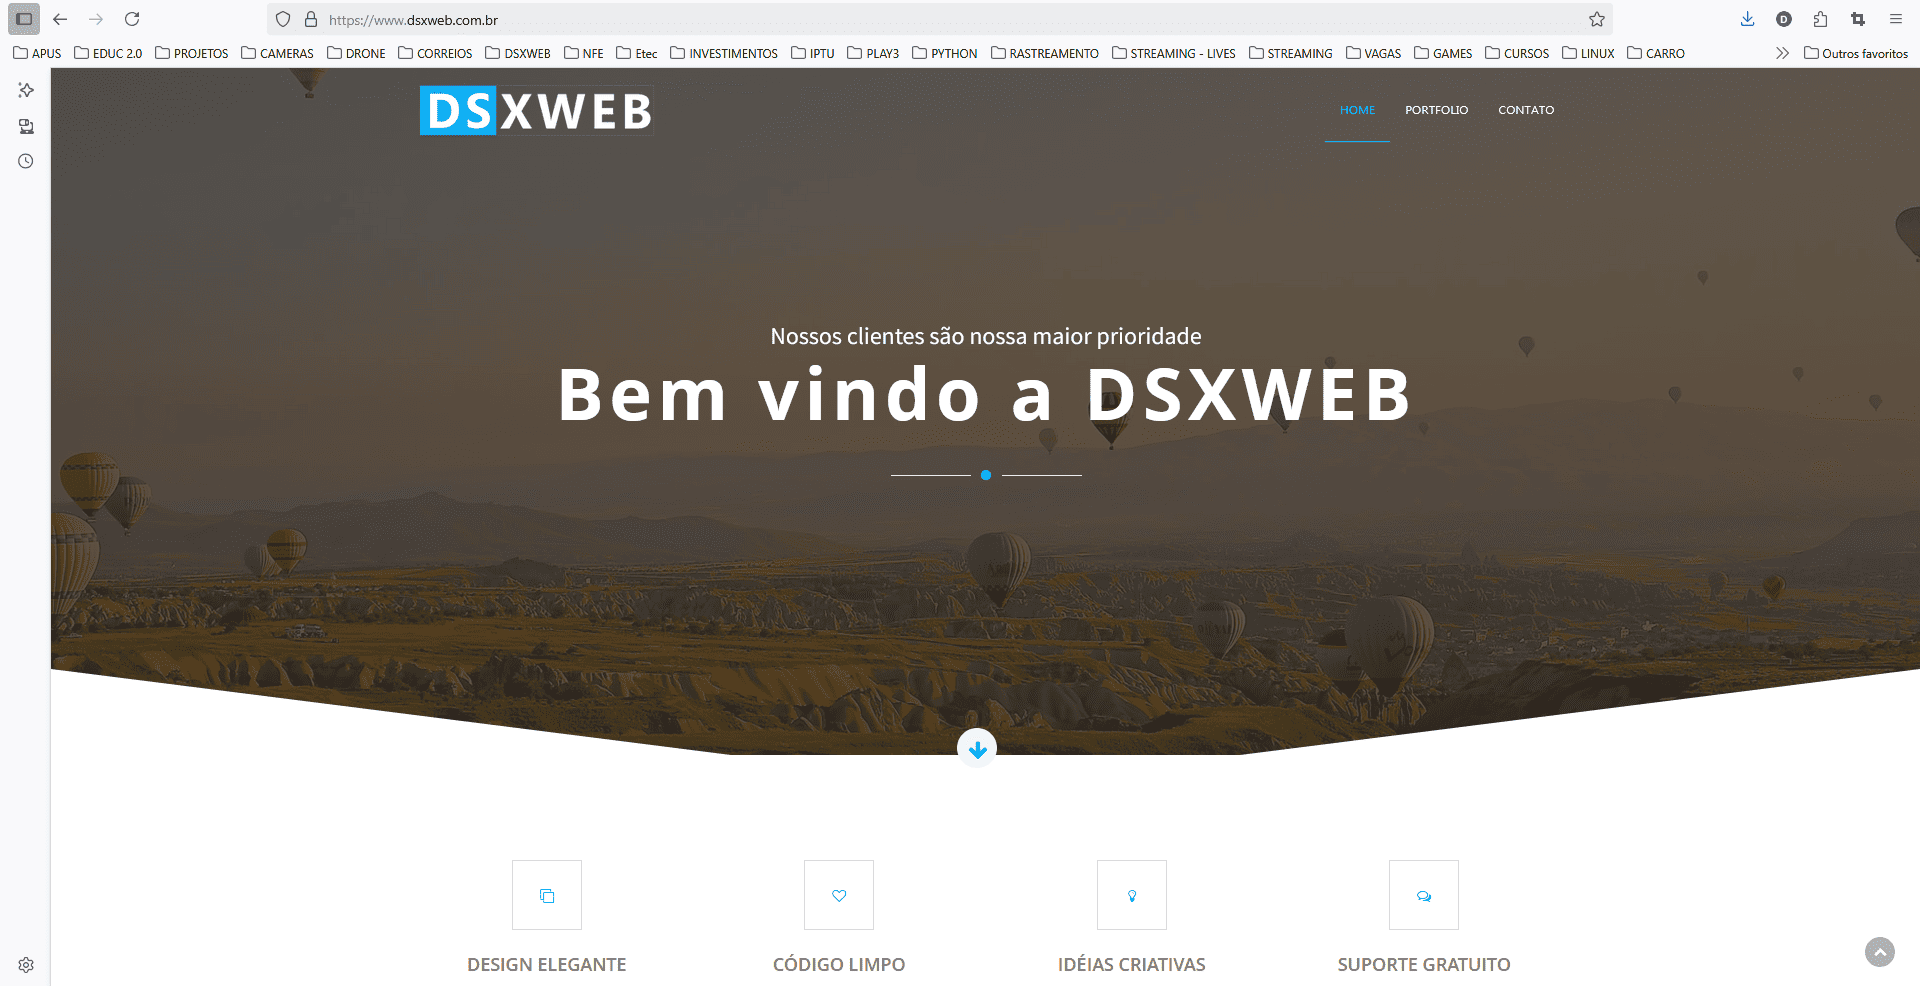 https://www.dsxweb.com.br
D
APUS EDUC 2.0 PROJETOS CAMERAS DRONE CORREIOS DSXWEB NFE Etec INVESTIMENTOS IPTU PLAY3 PYTHON RASTREAMENTO STREAMING - LIVES STREAMING VAGAS GAMES CURSOS LINUX CARRO Outros favoritos
DSXWEB
HOME PORTFOLIO CONTATO
Nossos clientes são nossa maior prioridade
Bem vindo a DSXWEB
DESIGN ELEGANTE CÓDIGO LIMPO IDÉIAS CRIATIVAS SUPORTE GRATUITO